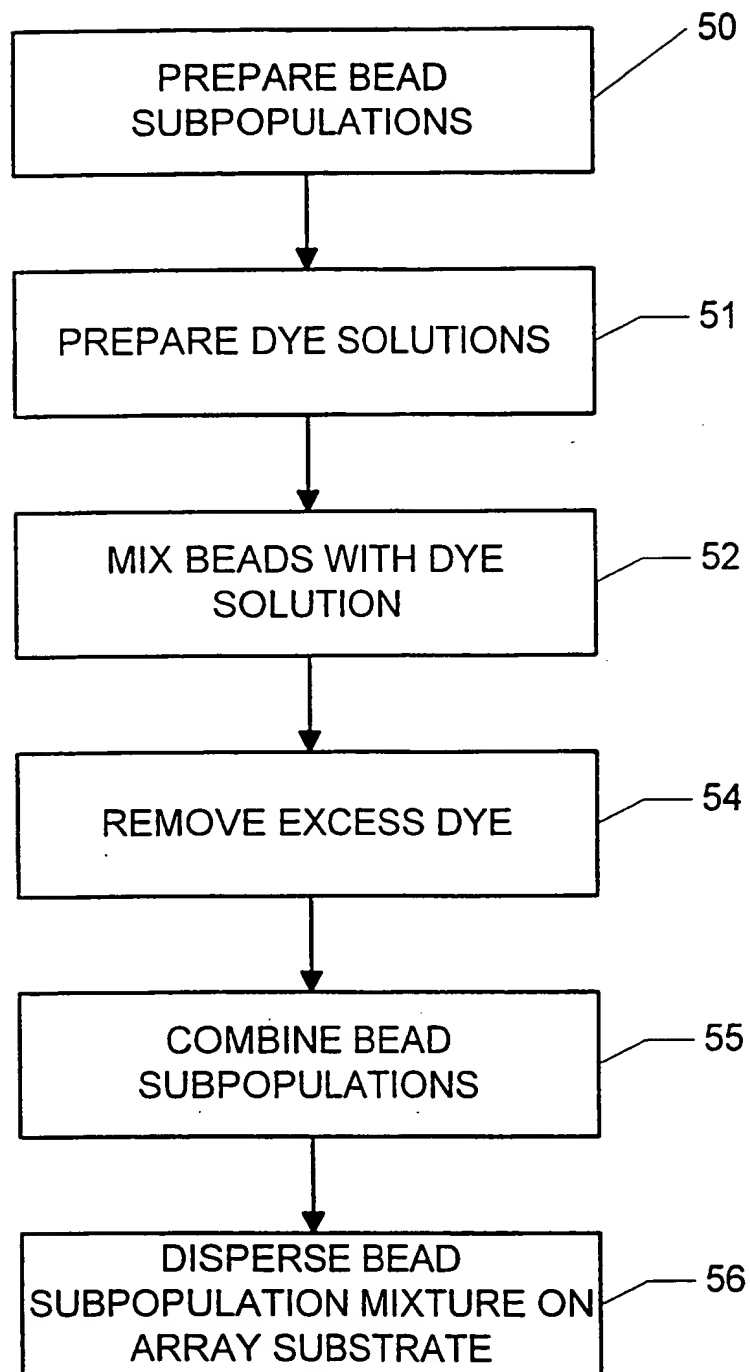 50
PREPARE BEAD
SUBPOPULATIONS
51
PREPARE DYE SOLUTIONS
52
MIX BEADS WITH DYE
SOLUTION
54
REMOVE EXCESS DYE
55
COMBINE BEAD
SUBPOPULATIONS
56
DISPERSE BEAD
SUBPOPULATION MIXTURE ON
ARRAY SUBSTRATE